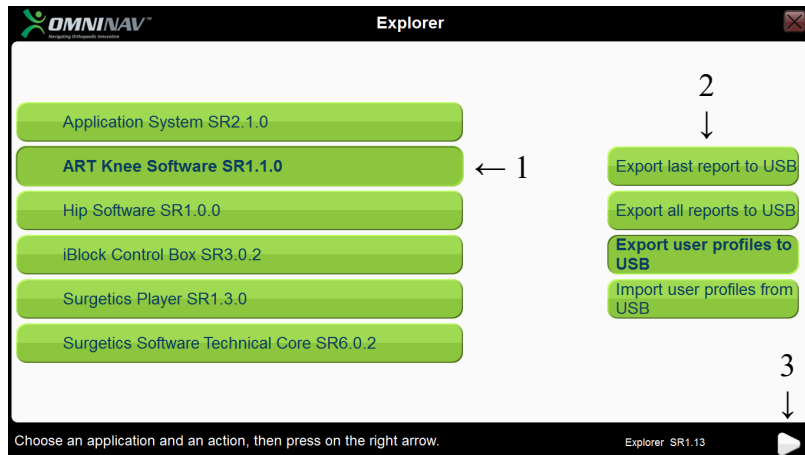 OMNINAV™
Navigating Orthopaedic Innovation
Explorer
Application System SR2.1.0
ART Knee Software SR1.1.0
Hip Software SR1.0.0
iBlock Control Box SR3.0.2
Surgetics Player SR1.3.0
Surgetics Software Technical Core SR6.0.2
← 1
2
↓
Export last report to USB
Export all reports to USB
Export user profiles to
USB
Import user profiles from
USB
3
↓
Choose an application and an action, then press on the right arrow.
Explorer SR1.13